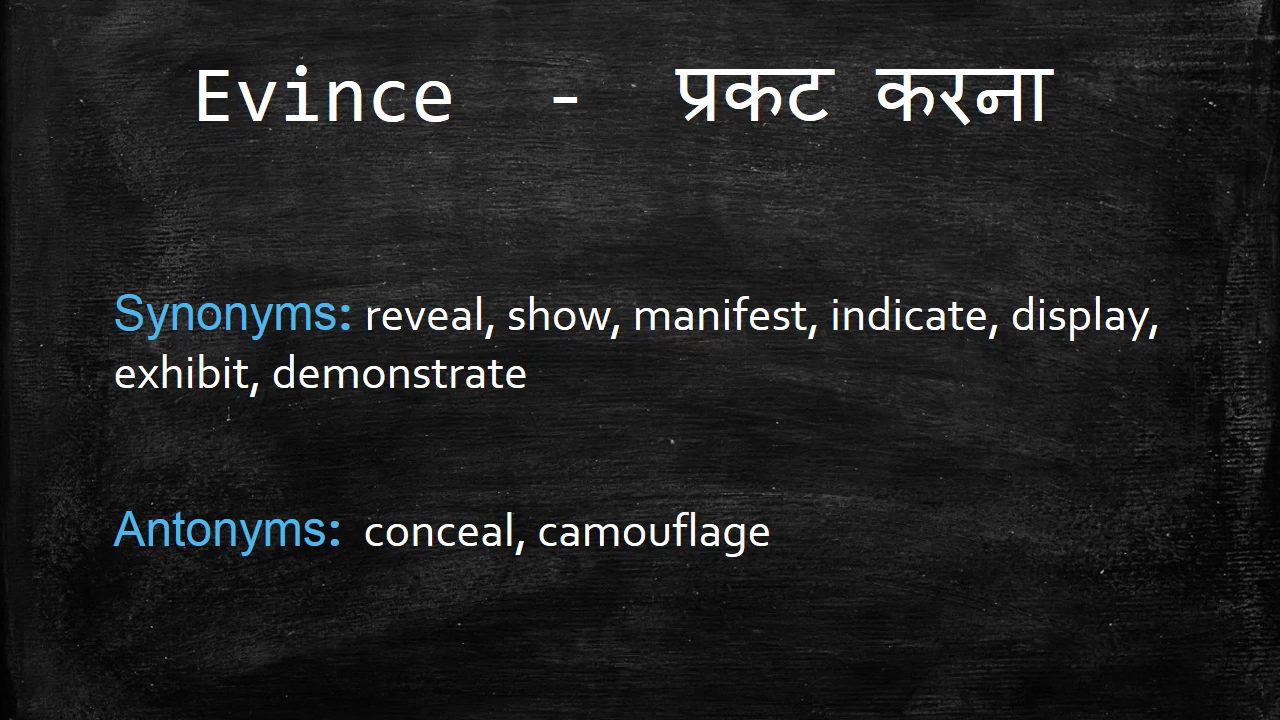 Evince - प्रकट करना
Synonyms: reveal, show, manifest, indicate, display,
exhibit, demonstrate
Antonyms: conceal, camouflage